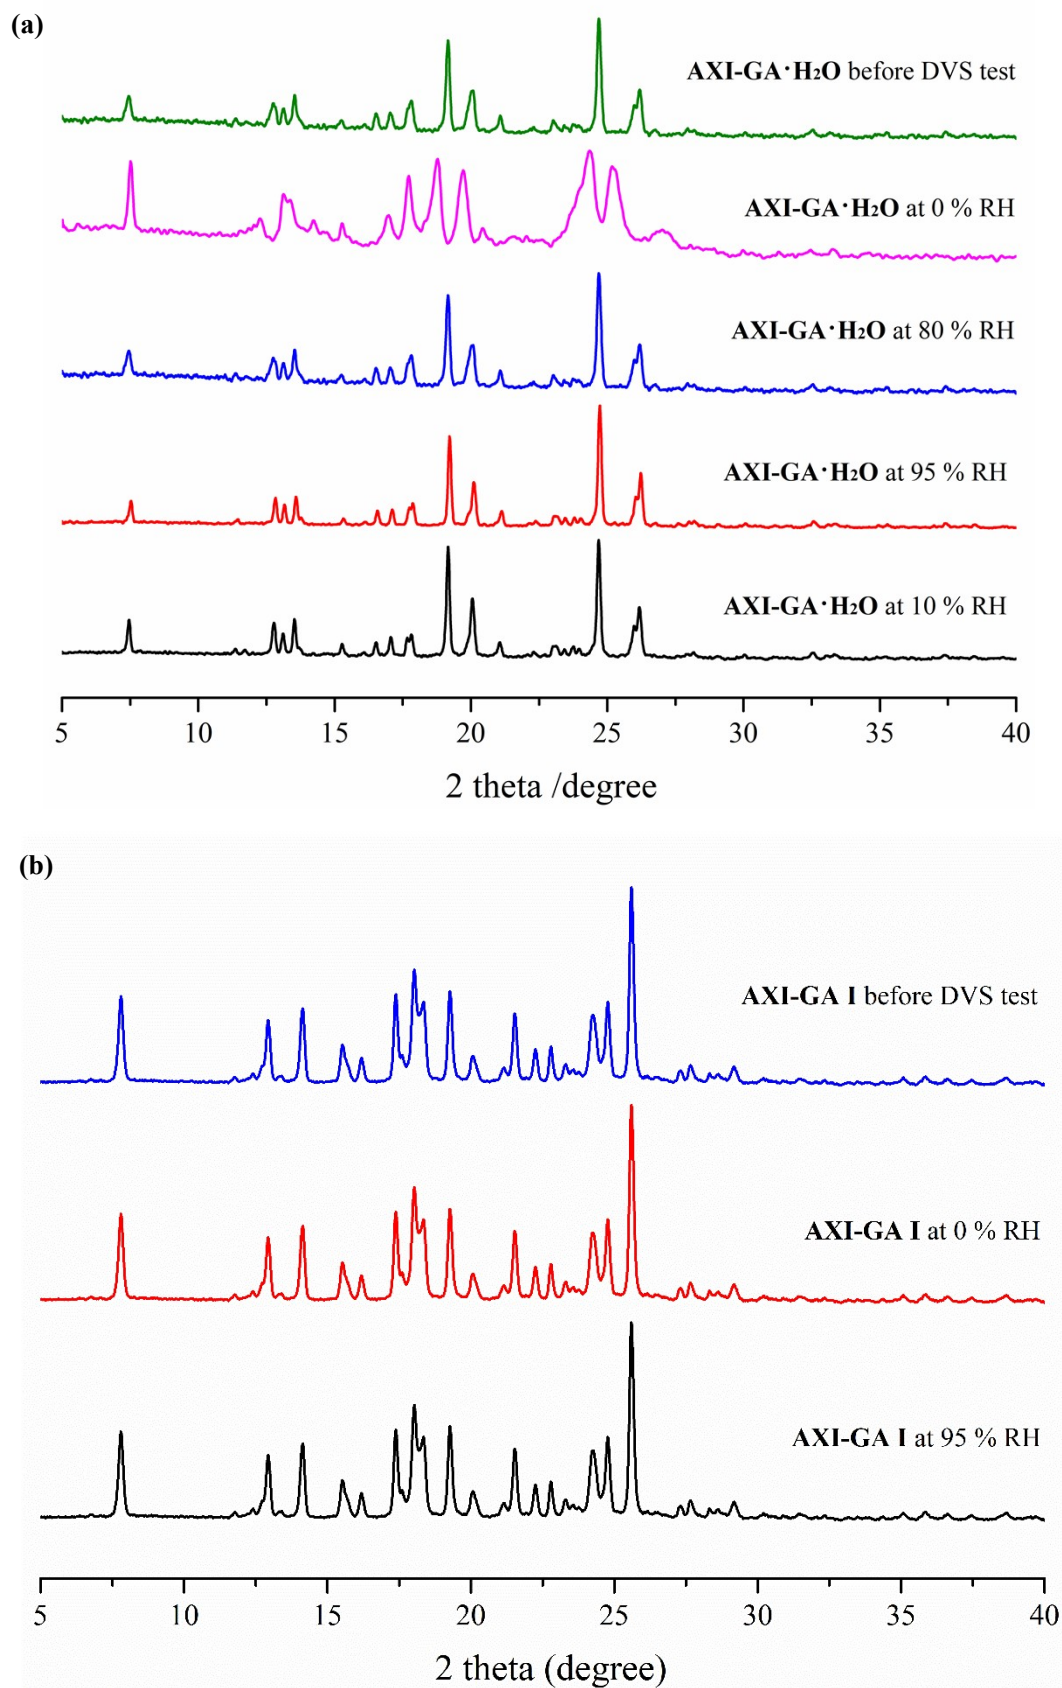 (a)
AXI-GA·H₂O before DVS test
AXI-GA·H₂O at 0 % RH
AXI-GA·H₂O at 80 % RH
AXI-GA·H₂O at 95 % RH
AXI-GA·H₂O at 10 % RH
5 10 15 20 25 30 35 40
2 theta /degree
(b)
AXI-GA I before DVS test
AXI-GA I at 0 % RH
AXI-GA I at 95 % RH
5 10 15 20 25 30 35 40
2 theta (degree)